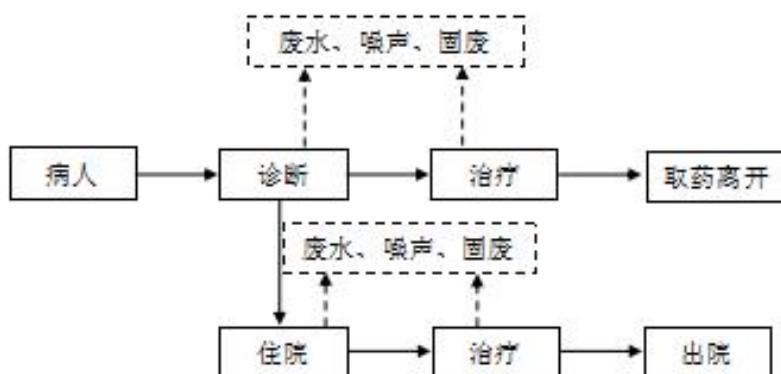 废水、噪声、固废
病人
诊断
治疗
取药离开
废水、噪声、固废
住院
治疗
出院